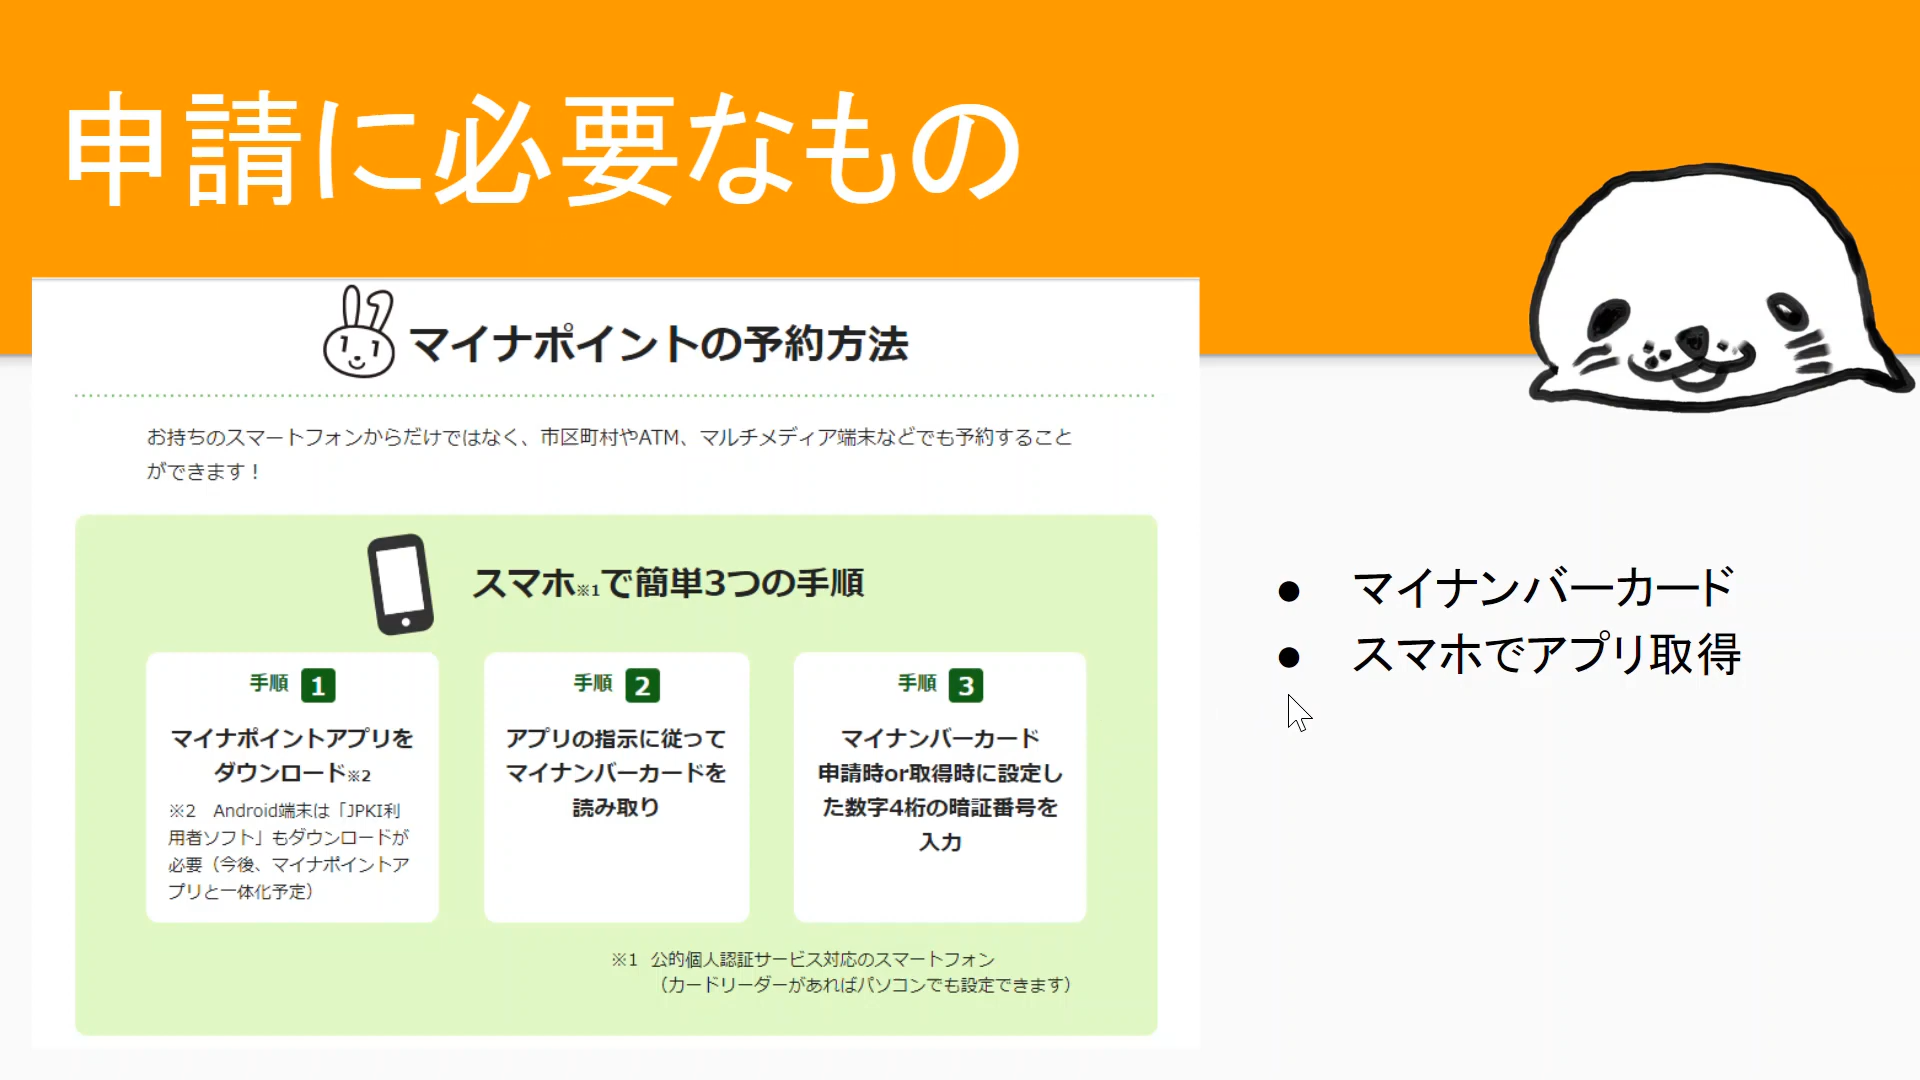 申請に必要なもの
マイナポイントの予約方法
お持ちのスマートフォンからだけではなく、市区町村やATM、マルチメディア端末などでも予約すること
ができます！
スマホ※1で簡単3つの手順
手順 1
マイナポイントアプリを
ダウンロード※2
※2　Android端末は「JPKI利
用者ソフト」もダウンロードが
必要（今後、マイナポイントア
プリと一体化予定）
手順 2
アプリの指示に従って
マイナンバーカードを
読み取り
手順 3
マイナンバーカード
申請時or取得時に設定し
た数字4桁の暗証番号を
入力
※1　公的個人認証サービス対応のスマートフォン
（カードリーダーがあればパソコンでも設定できます）
● マイナンバーカード
● スマホでアプリ取得